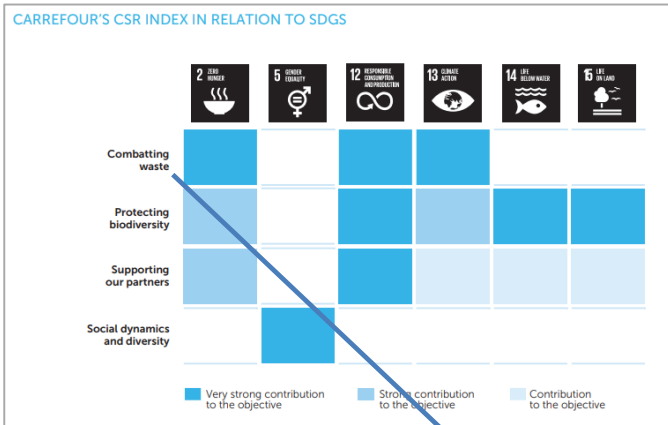 CARREFOUR'S CSR INDEX IN RELATION TO SDGS
2 ZERO
HUNGER
5 GENDER
EQUALITY
12 RESPONSIBLE
CONSUMPTION
AND PRODUCTION
13 CLIMATE
ACTION
14 LIFE
BELOW WATER
15 LIFE
ON LAND
Combatting
waste
Protecting
biodiversity
Supporting
our partners
Social dynamics
and diversity
Very strong contribution
to the objective
Strong contribution
to the objective
Contribution
to the objective